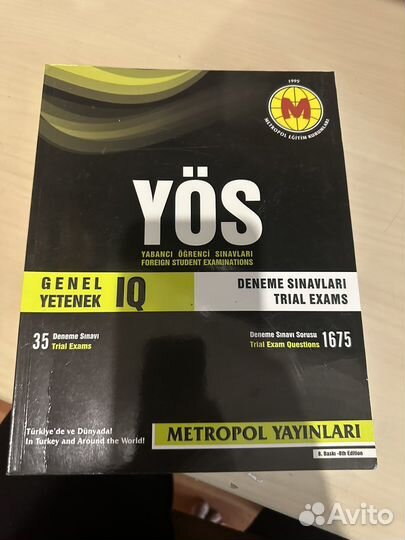 1999
M
METROPOL EĞİTİM KURUMLARI
YÖS
YABANCI ÖĞRENCİ SINAVLARI
FOREIGN STUDENT EXAMINATIONS
GENEL
YETENEK
IQ
DENEME SINAVLARI
TRIAL EXAMS
35 Deneme Sınavı
Trial Exams
Deneme Sınavı Sorusu
Trial Exam Questions 1675
Türkiye'de ve Dünyada!
In Turkey and Around the World!
METROPOL YAYINLARI
8. Baskı -8th Edition
Avito